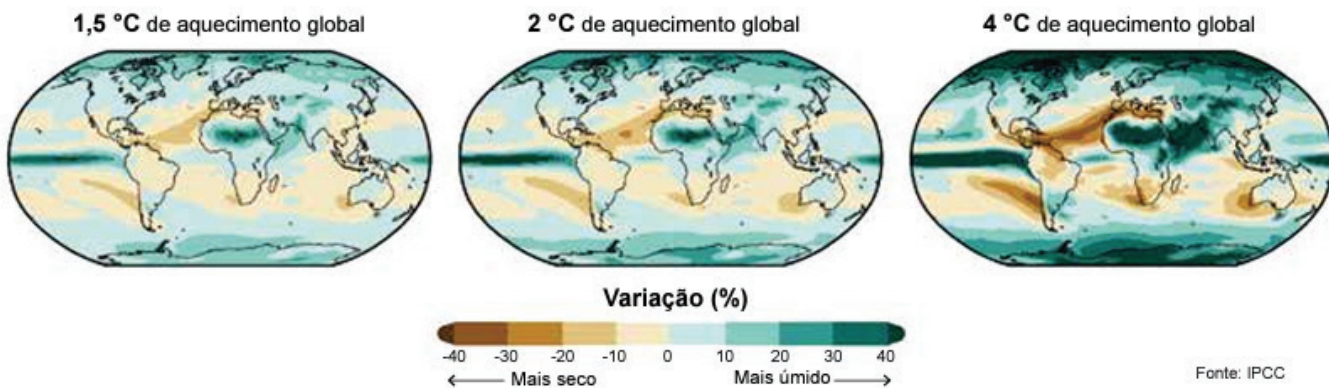 1,5 °C de aquecimento global
2 °C de aquecimento global
4 °C de aquecimento global
Variação (%)
-40 -30 -20 -10 0 10 20 30 40
Mais seco Mais úmido
Fonte: IPCC